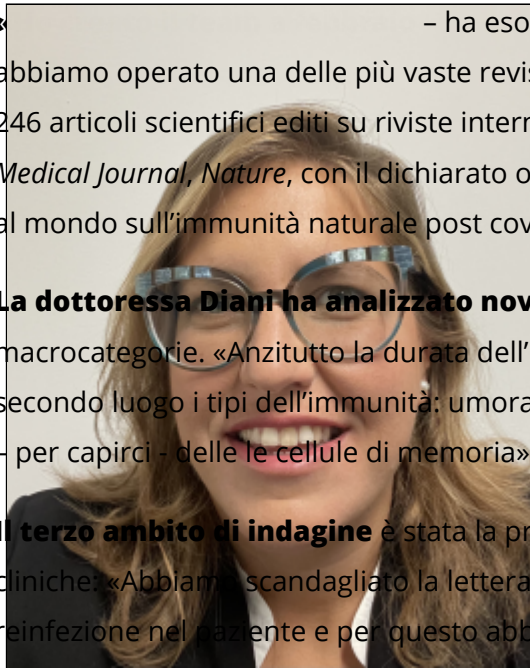 « – ha eso
abbiamo operato una delle più vaste revis
246 articoli scientifici editi su riviste intern
Medical Journal, Nature, con il dichiarato o
al mondo sull’immunità naturale post cov
La dottoressa Diani ha analizzato nov
macrocategorie. «Anzitutto la durata dell’
secondo luogo i tipi dell’immunità: umora
- per capirci - delle le cellule di memoria»
Il terzo ambito di indagine è stata la pr
cliniche: «Abbiamo scandagliato la lettera
reinfezione nel paziente e per questo abb